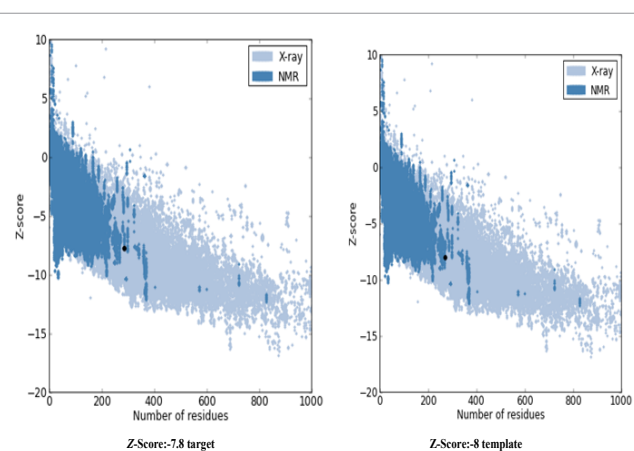 10
5
0
−5
−10
−15
−20
Z-score
0
200
400
600
800
1000
Number of residues
X-ray
NMR
Z-Score:-7.8 target
10
5
0
−5
−10
−15
−20
Z-score
0
200
400
600
800
1000
Number of residues
X-ray
NMR
Z-Score:-8 template